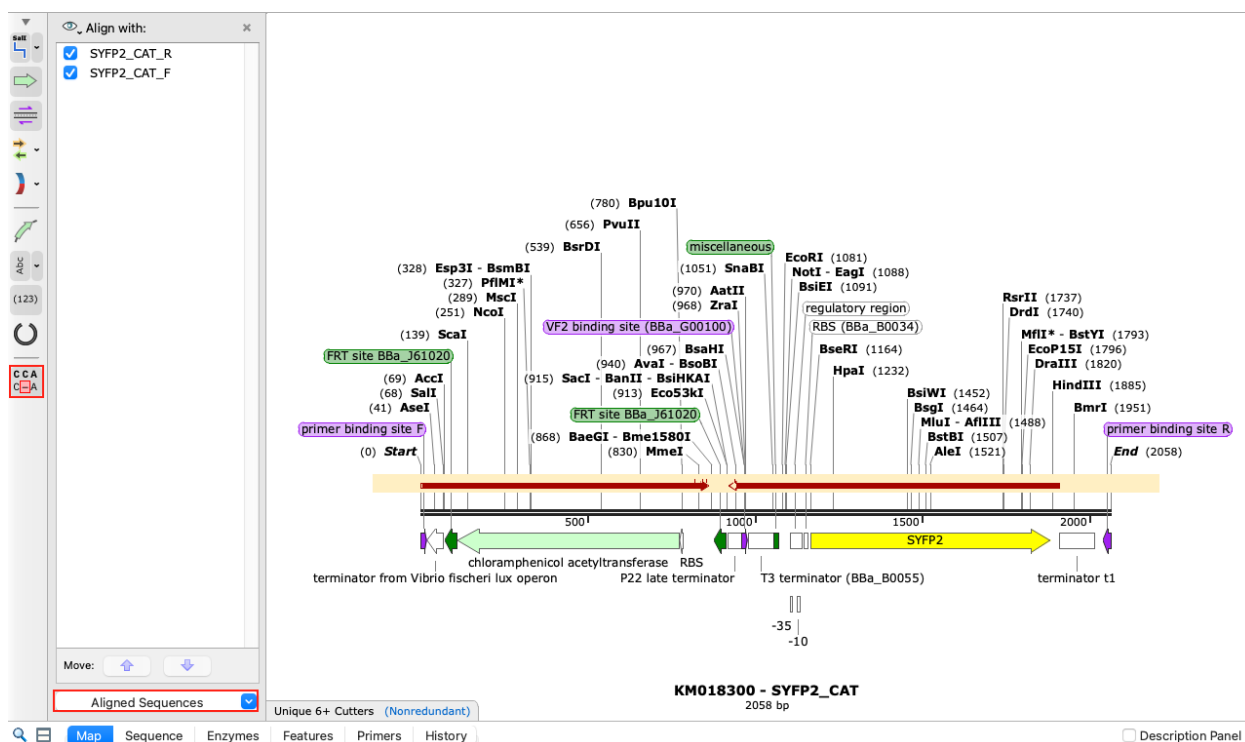 SalI
Abc
(123)
C C A
C – A
Align with:
×
SYFP2_CAT_R
SYFP2_CAT_F
Move:
Aligned Sequences
(780) Bpu10I
(656) PvuII
(539) BsrDI
miscellaneous
(328) Esp3I - BsmBI
(327) PflMI*
(289) MscI
(251) NcoI
(139) ScaI
FRT site BBa_J61020
(69) AccI
(68) SalI
(41) AseI
primer binding site F
(0) Start
(1051) SnaBI
(970) AatII
(968) ZraI
VF2 binding site (BBa_G00100)
(967) BsaHI
(940) AvaI - BsoBI
(915) SacI - BanII - BsiHKAI
(913) Eco53kI
FRT site BBa_J61020
(868) BaeGI - Bme1580I
(830) MmeI
EcoRI (1081)
NotI - EagI (1088)
BsiEI (1091)
regulatory region
RBS (BBa_B0034)
BseRI (1164)
HpaI (1232)
BsiWI (1452)
BsgI (1464)
MluI - AflIII (1488)
BstBI (1507)
AleI (1521)
RsrII (1737)
DrdI (1740)
MflI* - BstYI (1793)
EcoP15I (1796)
DraIII (1820)
HindIII (1885)
BmrI (1951)
primer binding site R
End (2058)
500
1000
1500
2000
SYFP2
chloramphenicol acetyltransferase
RBS
terminator from Vibrio fischeri lux operon
P22 late terminator
T3 terminator (BBa_B0055)
terminator t1
-35
-10
KM018300 - SYFP2_CAT
2058 bp
Unique 6+ Cutters (Nonredundant)
Map
Sequence
Enzymes
Features
Primers
History
Description Panel